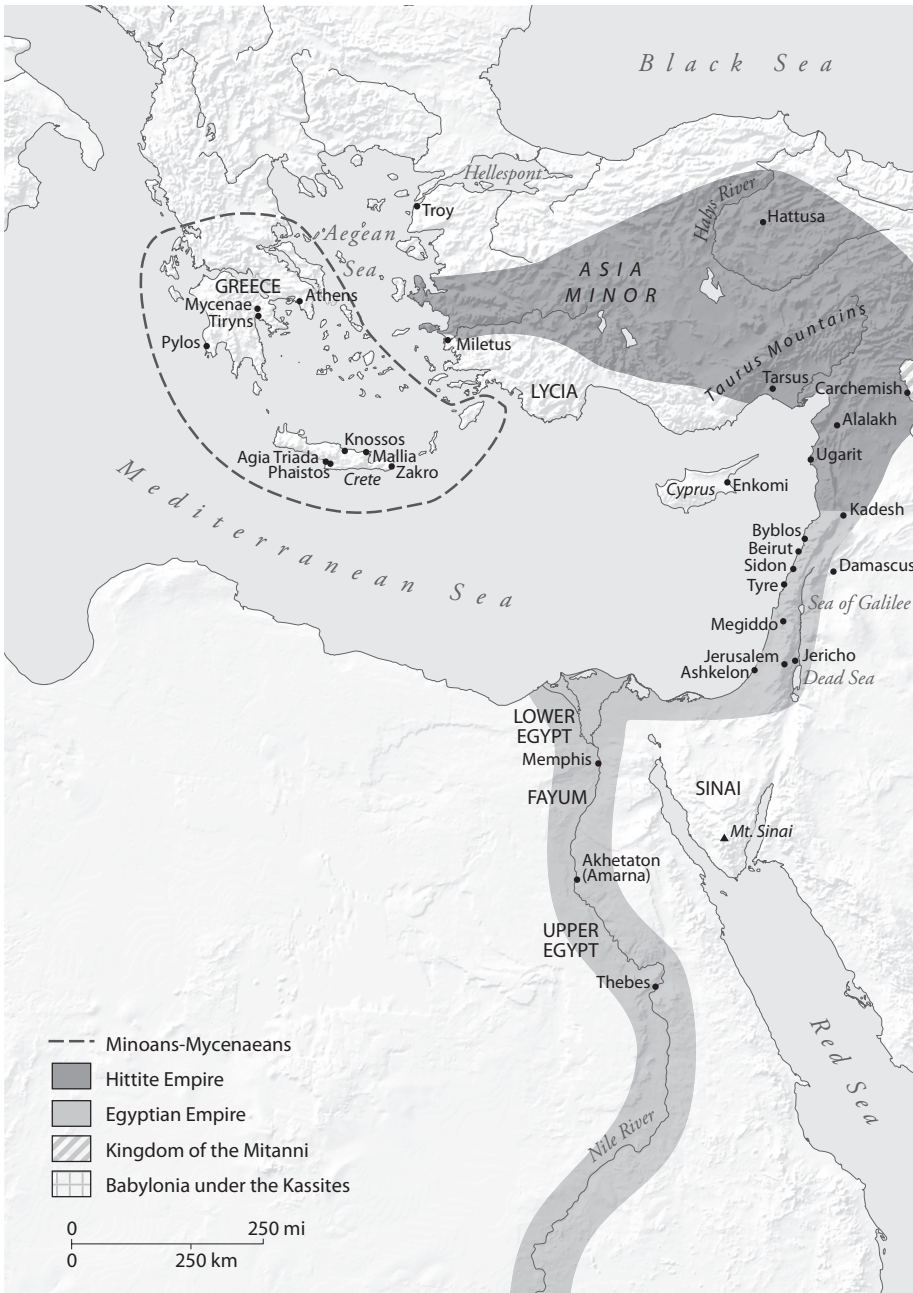 Black Sea
Hellespont
Troy
Halys River
Hattusa
Aegean
Sea
ASIA
MINOR
GREECE
Mycenae
Athens
Tiryns
Pylos
Miletus
Taurus Mountains
Tarsus
LYCIA
Carchemish
Alalakh
Knossos
Agia Triada
Mallia
Phaistos
Crete
Zakro
Ugarit
Cyprus
Enkomi
Mediterranean Sea
Kadesh
Byblos
Beirut
Sidon
Damascus
Tyre
Sea of Galilee
Megiddo
Jerusalem
Jericho
Ashkelon
Dead Sea
LOWER
EGYPT
Memphis
FAYUM
SINAI
Mt. Sinai
Akhetaton
(Amarna)
UPPER
EGYPT
Thebes
Red Sea
Nile River
Minoans-Mycenaeans
Hittite Empire
Egyptian Empire
Kingdom of the Mitanni
Babylonia under the Kassites
0 250 mi
0 250 km